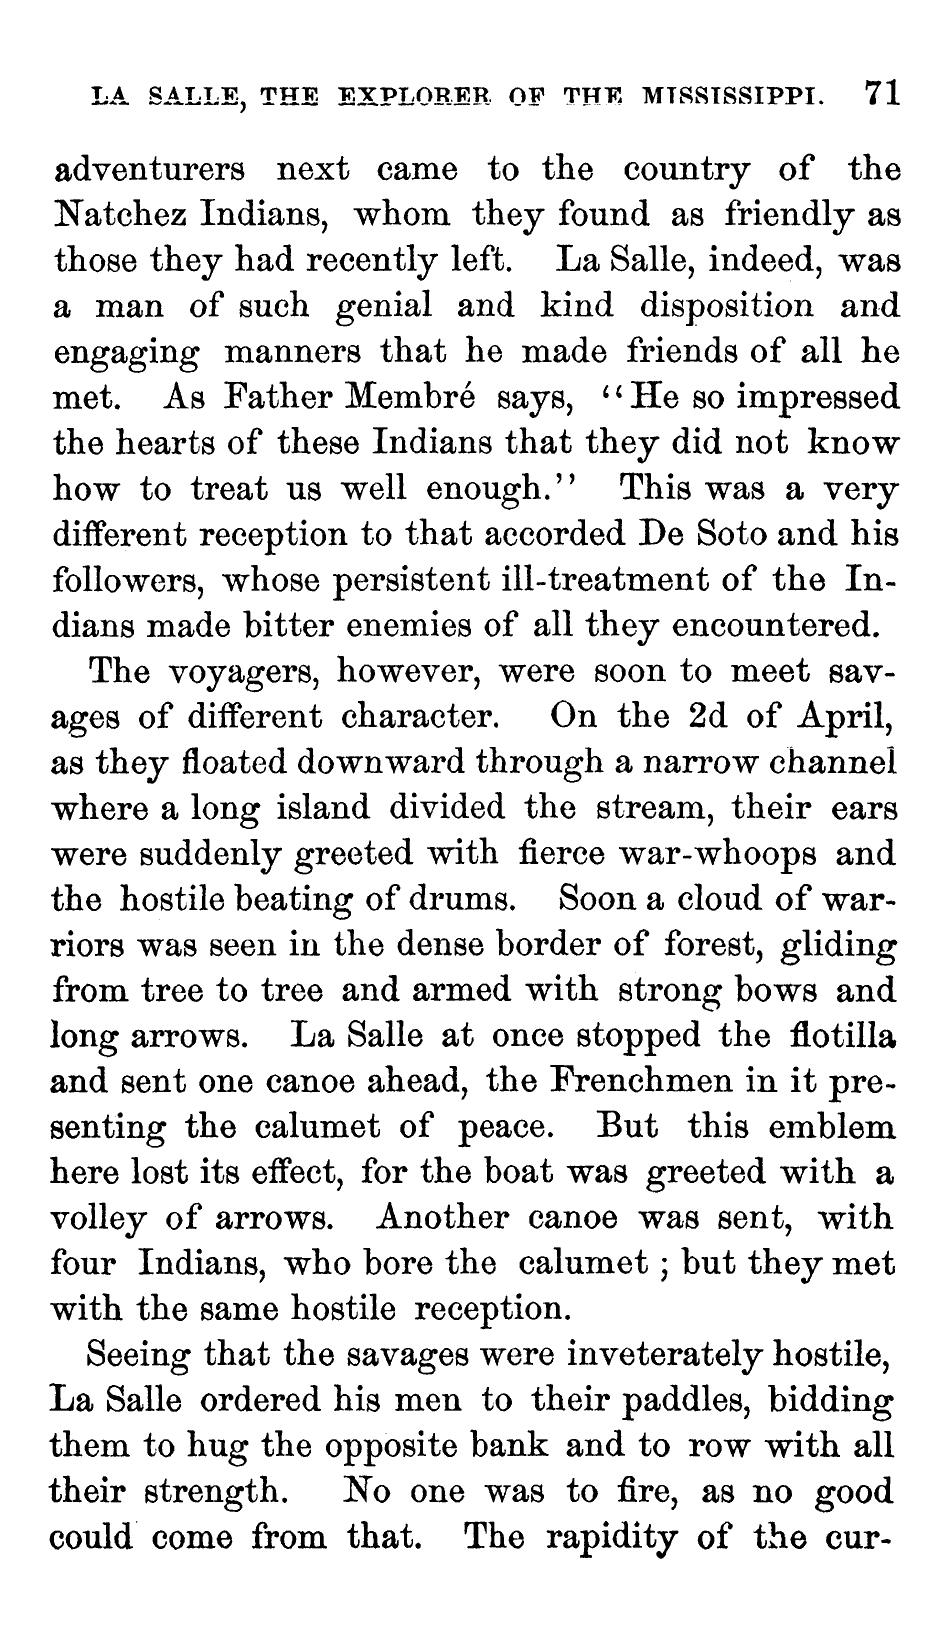 LA SALLE, THE EXPLORER OF THE MISSISSIPPI. 71
adventurers next came to the country of the
Natchez Indians, whom they found as friendly as
those they had recently left. La Salle, indeed, was
a man of such genial and kind disposition and
engaging manners that he made friends of all he
met. As Father Membré says, “He so impressed
the hearts of these Indians that they did not know
how to treat us well enough.” This was a very
different reception to that accorded De Soto and his
followers, whose persistent ill-treatment of the In-
dians made bitter enemies of all they encountered.
The voyagers, however, were soon to meet sav-
ages of different character. On the 2d of April,
as they floated downward through a narrow channel
where a long island divided the stream, their ears
were suddenly greeted with fierce war-whoops and
the hostile beating of drums. Soon a cloud of war-
riors was seen in the dense border of forest, gliding
from tree to tree and armed with strong bows and
long arrows. La Salle at once stopped the flotilla
and sent one canoe ahead, the Frenchmen in it pre-
senting the calumet of peace. But this emblem
here lost its effect, for the boat was greeted with a
volley of arrows. Another canoe was sent, with
four Indians, who bore the calumet ; but they met
with the same hostile reception.
Seeing that the savages were inveterately hostile,
La Salle ordered his men to their paddles, bidding
them to hug the opposite bank and to row with all
their strength. No one was to fire, as no good
could come from that. The rapidity of the cur-